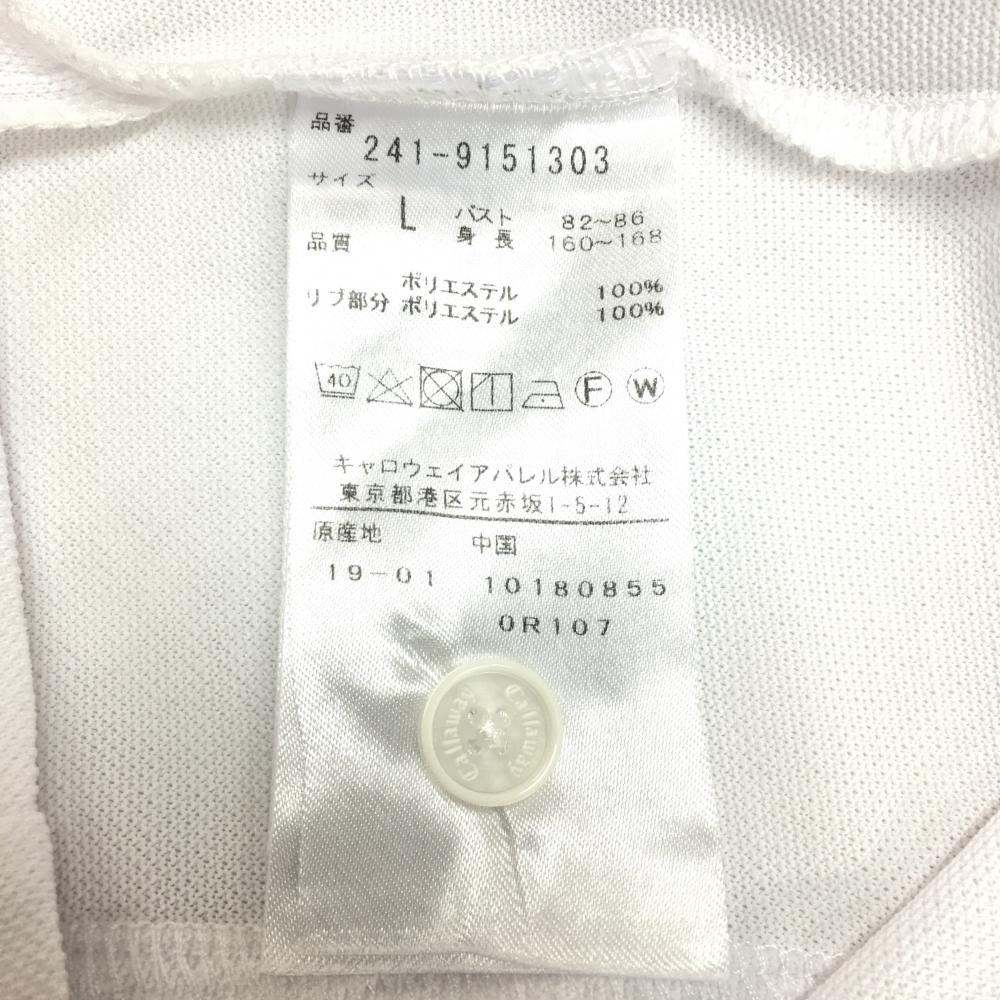 品番
241-9151303
サイズ
L バスト 82~86
身長 160~168
品質
ポリエステル 100%
リブ部分 ポリエステル 100%
40 F W
キャロウェイアパレル株式会社
東京都港区元赤坂1-5-12
原産地 中国
19-01 10180855
0R107
Callaway Callaway